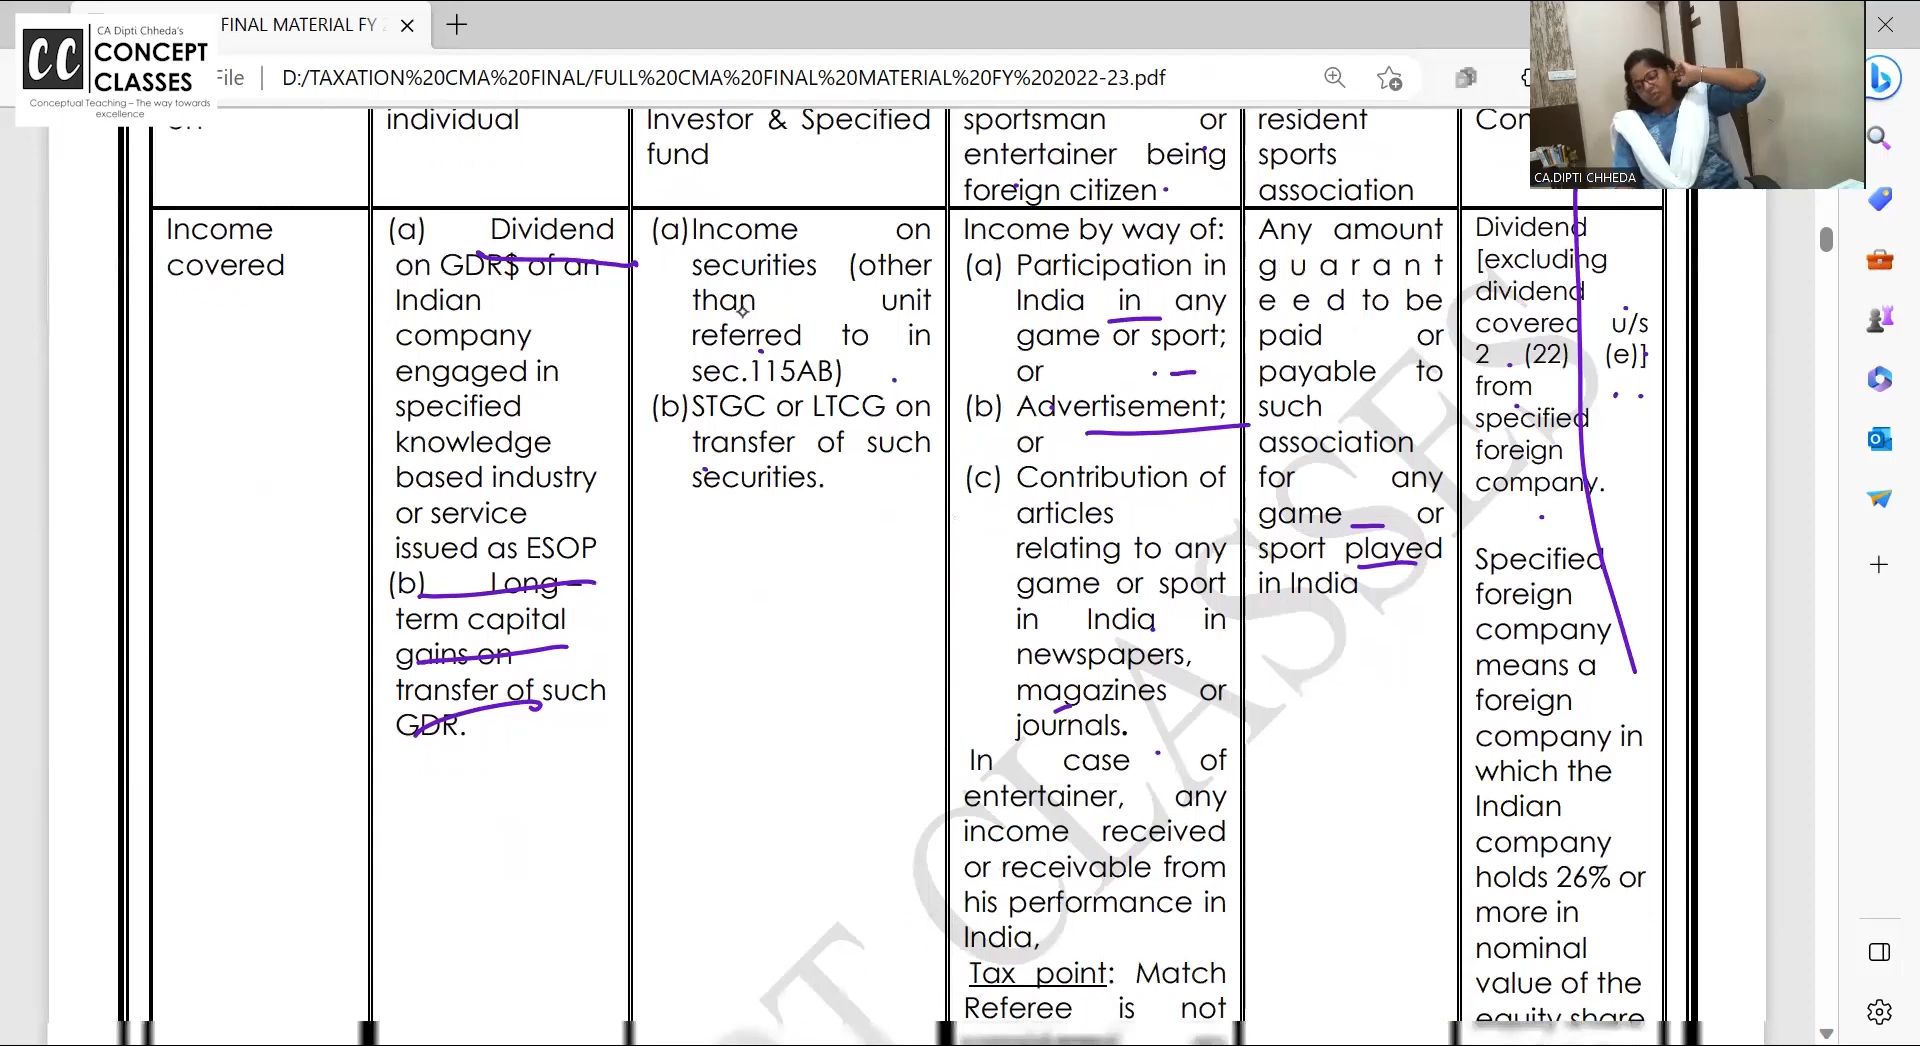 FINAL MATERIAL FY 2
CA Dipti Chheda's
CC CONCEPT
CLASSES
Conceptual Teaching – The way towards
excellence
File
D:/TAXATION%20CMA%20FINAL/FULL%20CMA%20FINAL%20MATERIAL%20FY%202022-23.pdf
CA.DIPTI CHHEDA
individual
Investor & Specified
fund
sportsman or
entertainer being
foreign citizen
resident
sports
association
Income
covered
(a) Dividend
on GDR$ of an
Indian
company
engaged in
specified
knowledge
based industry
or service
issued as ESOP
(b) Long –
term capital
gains on
transfer of such
GDR.
(a) Income on
securities (other
than unit
referred to in
sec.115AB)
(b) STGC or LTCG on
transfer of such
securities.
Income by way of:
(a) Participation in
India in any
game or sport;
or
(b) Advertisement;
or
(c) Contribution of
articles
relating to any
game or sport
in India in
newspapers,
magazines or
journals.
In case of
entertainer, any
income received
or receivable from
his performance in
India,
Tax point: Match
Referee is not
Any amount
g u a r a n t
e e d to be
paid or
payable to
such
association
for any
game or
sport played
in India
Dividend
[excluding
dividend
covered u/s
2 (22) (e)]
from
specified
foreign
company.
Specified
foreign
company
means a
foreign
company in
which the
Indian
company
holds 26% or
more in
nominal
value of the
equity share
T CLASSES